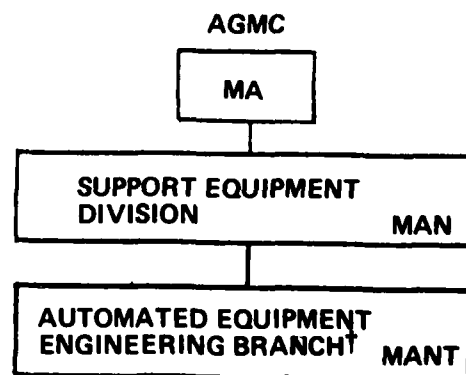 AGMC
MA
SUPPORT EQUIPMENT
DIVISION
MAN
AUTOMATED EQUIPMENT
ENGINEERING BRANCH†
MANT